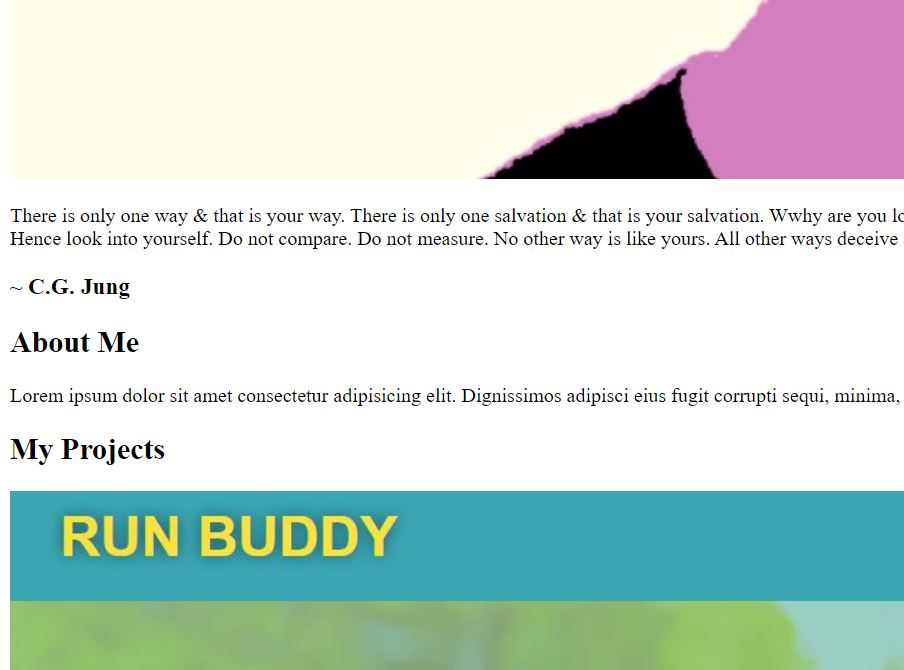 There is only one way & that is your way. There is only one salvation & that is your salvation. Wwhy are you
Hence look into yourself. Do not compare. Do not measure. No other way is like yours. All other ways deceive
~ C.G. Jung
About Me
Lorem ipsum dolor sit amet consectetur adipisicing elit. Dignissimos adipisci eius fugit corrupti sequi, minima,
My Projects
RUN BUDDY